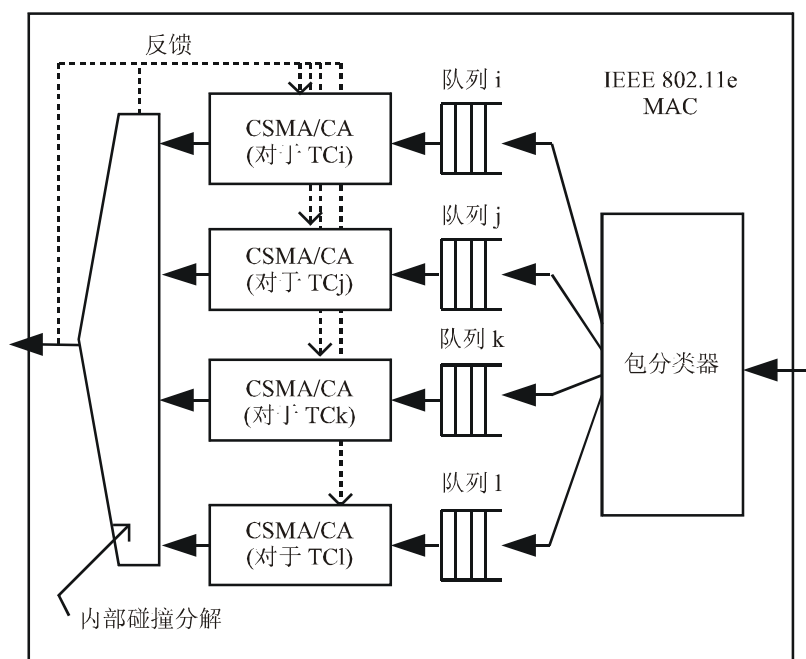 反馈
队列 i
IEEE 802.11e
MAC
CSMA/CA
(对于 TCi)
队列 j
CSMA/CA
(对于 TCj)
队列 k
包分类器
CSMA/CA
(对于 TCk)
队列 l
CSMA/CA
(对于 TCl)
内部碰撞分解